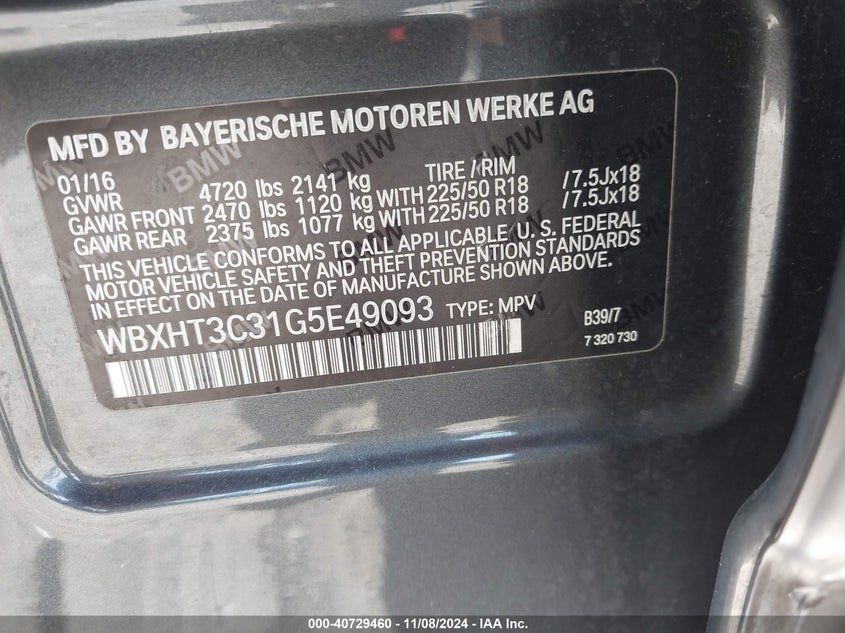 MFD BY BAYERISCHE MOTOREN WERKE AG
01/16 TIRE/RIM
GVWR 4720 lbs 2141 kg
GAWR FRONT 2470 lbs 1120 kg WITH 225/50 R18 /7.5Jx18
GAWR REAR 2375 lbs 1077 kg WITH 225/50 R18 /7.5Jx18
THIS VEHICLE CONFORMS TO ALL APPLICABLE U. S. FEDERAL
MOTOR VEHICLE SAFETY AND THEFT PREVENTION STANDARDS
IN EFFECT ON THE DATE OF MANUFACTURE SHOWN ABOVE.
WBXHT3C31G5E49093 TYPE: MPV B39/7
7 320 730
000-40729460 - 11/08/2024 - IAA Inc.